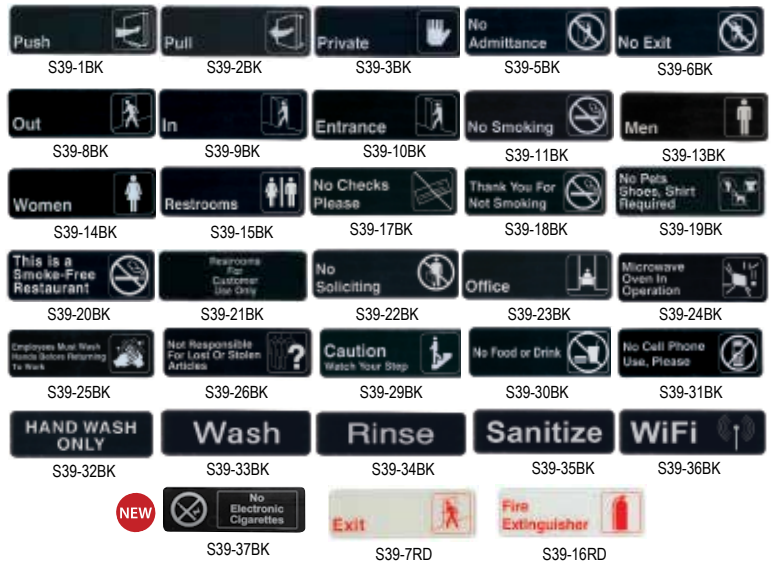 Push
Pull
Private
No
Admittance
No Exit
S39-1BK
S39-2BK
S39-3BK
S39-5BK
S39-6BK
Out
In
Entrance
No Smoking
Men
S39-8BK
S39-9BK
S39-10BK
S39-11BK
S39-13BK
Women
Restrooms
No Checks
Please
Thank You For
Not Smoking
No Pets
Shoes, Shirt
Required
S39-14BK
S39-15BK
S39-17BK
S39-18BK
S39-19BK
This is a
Smoke-Free
Restaurant
Restrooms
For
Customer
Use Only
No
Soliciting
Office
Microwave
Oven In
Operation
S39-20BK
S39-21BK
S39-22BK
S39-23BK
S39-24BK
Employees Must Wash
Hands Before Returning
To Work
Not Responsible
For Lost Or Stolen
Articles
?
Caution
Watch Your Step
No Food or Drink
No Cell Phone
Use, Please
S39-25BK
S39-26BK
S39-29BK
S39-30BK
S39-31BK
HAND WASH
ONLY
Wash
Rinse
Sanitize
WiFi
S39-32BK
S39-33BK
S39-34BK
S39-35BK
S39-36BK
NEW
No
Electronic
Cigarettes
Exit
Fire
Extinguisher
S39-37BK
S39-7RD
S39-16RD